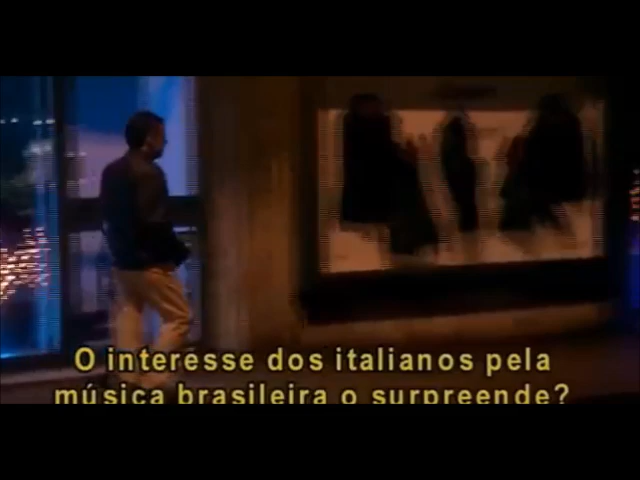 O interesse dos italianos pela
música brasileira o surpreende?